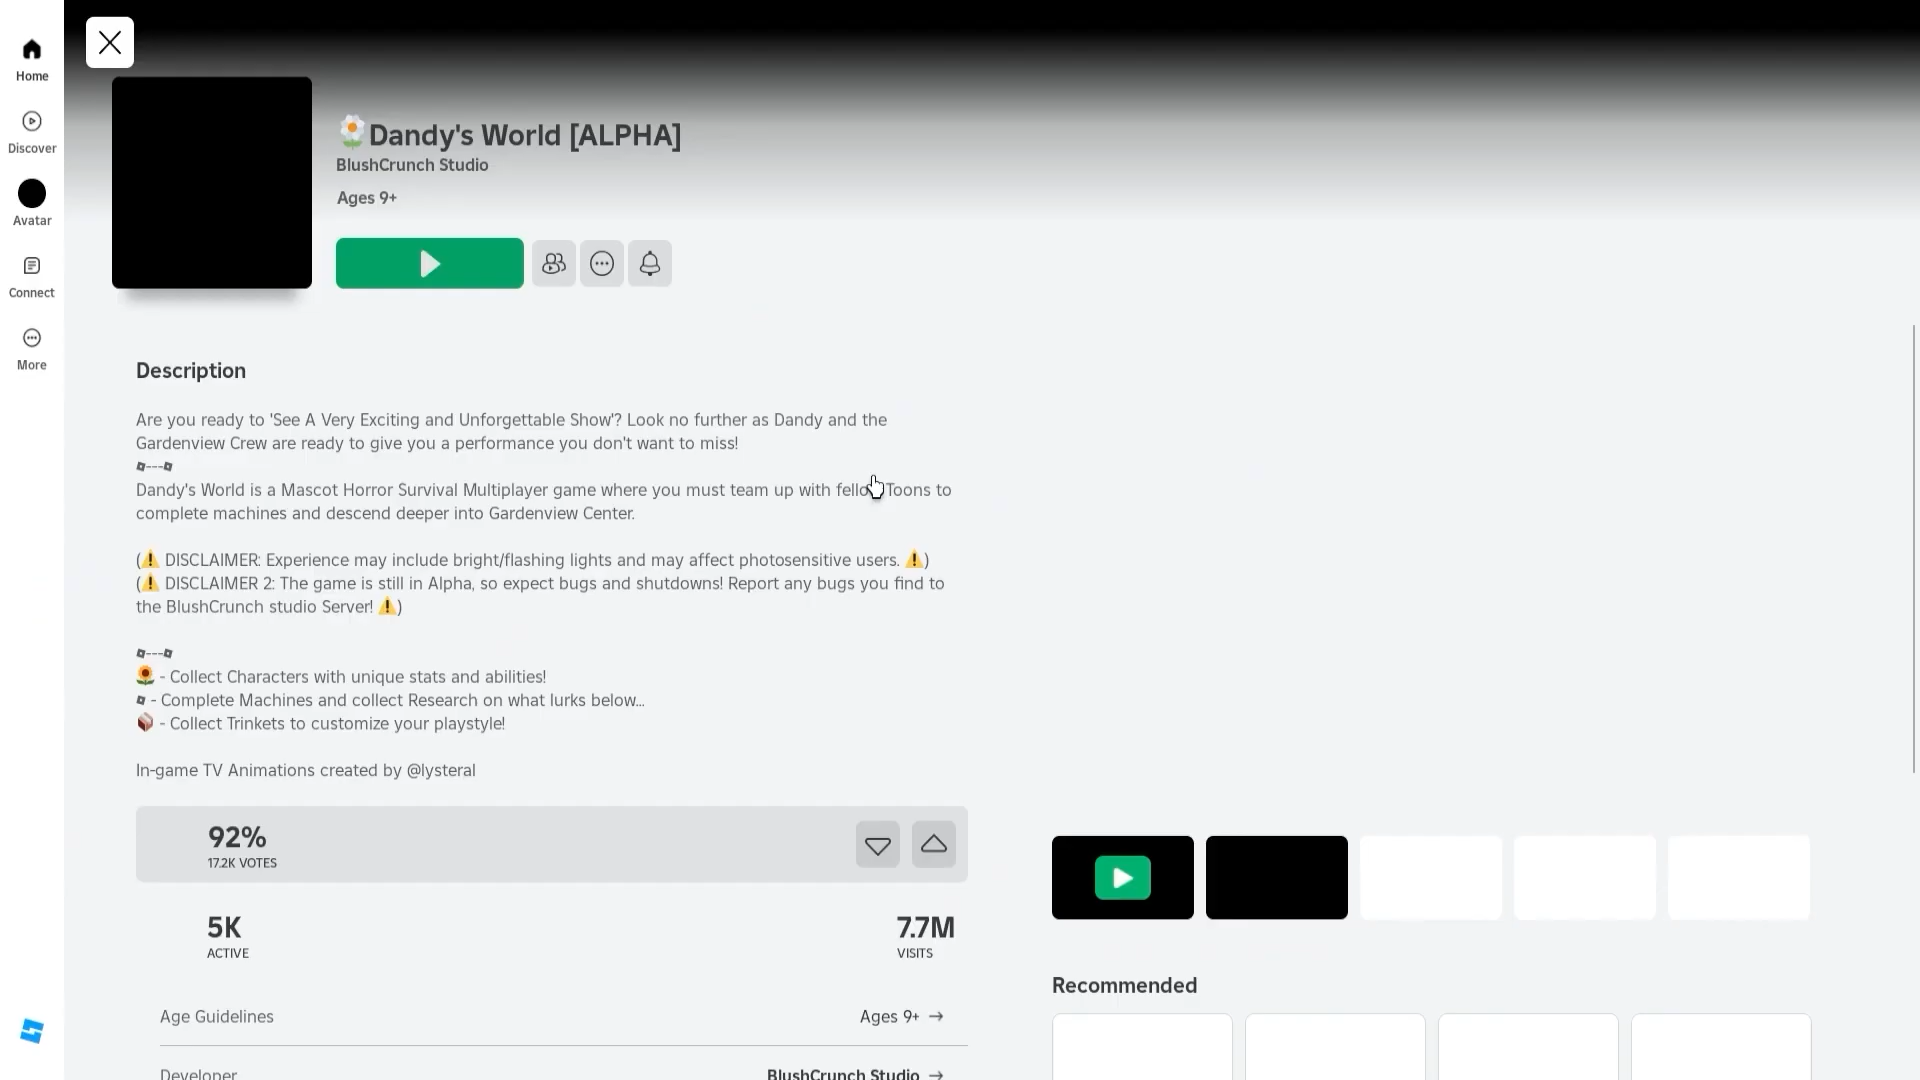 Home
Discover
Avatar
Connect
More
Dandy's World [ALPHA]
BlushCrunch Studio
Ages 9+
Description
Are you ready to 'See A Very Exciting and Unforgettable Show'? Look no further as Dandy and the
Gardenview Crew are ready to give you a performance you don't want to miss!
Dandy's World is a Mascot Horror Survival Multiplayer game where you must team up with Toons to
complete machines and descend deeper into Gardenview Center.
(⚠️ DISCLAIMER: Experience may include bright/flashing lights and may affect photosensitive users. ⚠️)
(⚠️ DISCLAIMER 2: The game is still in Alpha, so expect bugs and shutdowns! Report any bugs you find to
the BlushCrunch studio Server! ⚠️)
🌻 - Collect Characters with unique stats and abilities!
- Complete Machines and collect Research on what lurks below...
- Collect Trinkets to customize your playstyle!
In-game TV Animations created by @lysteral
92%
17.2K VOTES
5K
ACTIVE
7.7M
VISITS
Age Guidelines
Ages 9+ →
Developer
BlushCrunch Studio →
Recommended